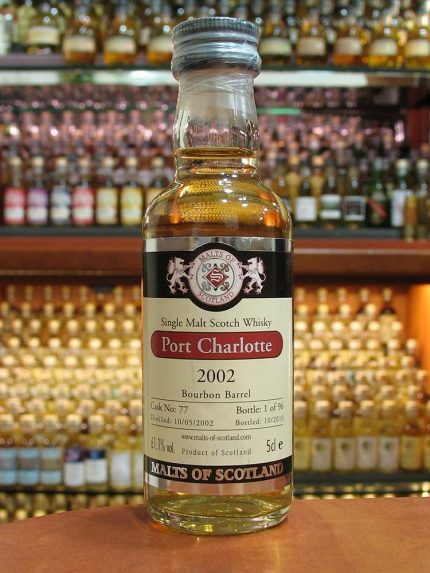 MALTS OF
S
SCOTLAND
Single Malt Scotch Whisky
Port Charlotte
2002
Bourbon Barrel
Cask No: 77 Bottle: 1 of 96
Distilled: 10/05/2002 Bottled: 10/2010
www.malts-of-scotland.com
61.1% vol. Product of Scotland 5cl e
MALTS OF SCOTLAND